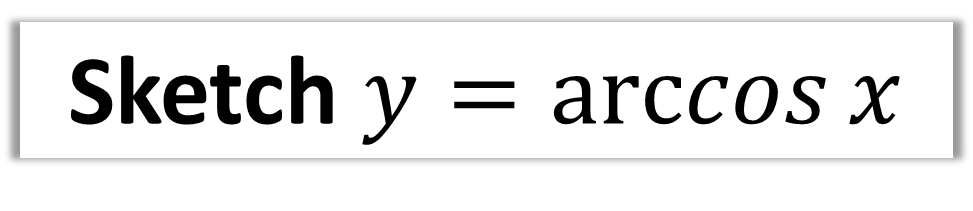 Sketch y = arccos x